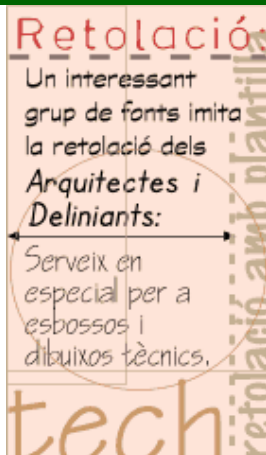 Retolació:
Un interessant
grup de fonts imita
la retolació dels
Arquitectes i
Deliniants:
Serveix en
especial per a
esbossos i
dibuixos tècnics.
tech
retolació amb plantilla